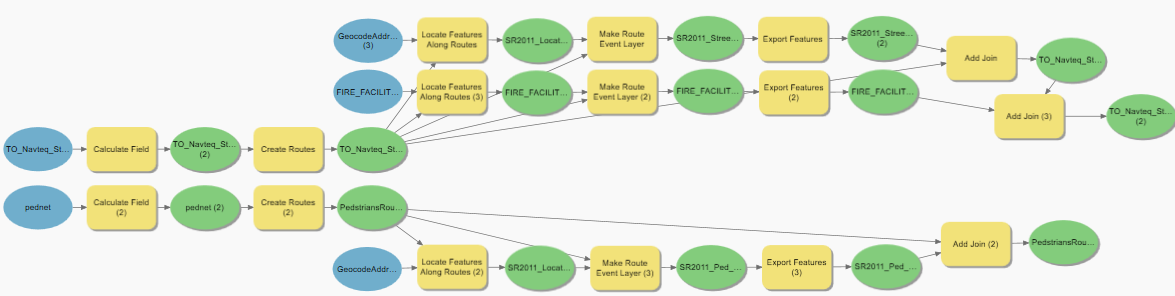 GeocodeAddr...
(3)
Locate Features
Along Routes
SR2011_Locat...
Make Route
Event Layer
SR2011_Stree...
Export Features
SR2011_Stree...
(2)
Add Join
TO_Navteq_St...
FIRE_FACILIT...
Locate Features
Along Routes (3)
FIRE_FACILIT...
Make Route
Event Layer (2)
FIRE_FACILIT...
Export Features
(2)
FIRE_FACILIT...
Add Join (3)
TO_Navteq_St...
(2)
TO_Navteq_St...
Calculate Field
TO_Navteq_St...
(2)
Create Routes
TO_Navteq_St...
pednet
Calculate Field
(2)
pednet (2)
Create Routes
(2)
PedstriansRou...
GeocodeAddr...
Locate Features
Along Routes (2)
SR2011_Locat...
Make Route
Event Layer (3)
SR2011_Ped_...
Export Features
(3)
SR2011_Ped_...
Add Join (2)
PedstriansRou...